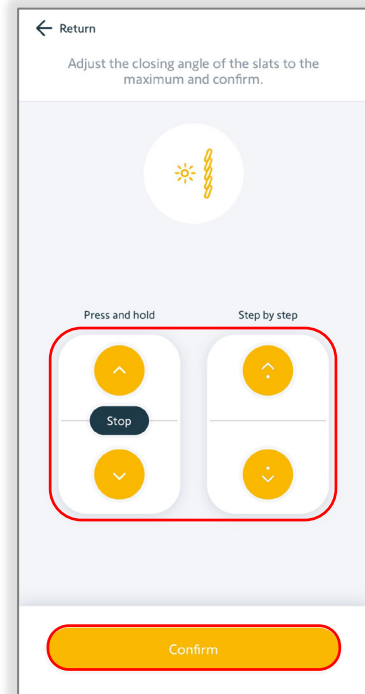 Return
Adjust the closing angle of the slats to the
maximum and confirm.
Press and hold
Step by step
Stop
Confirm